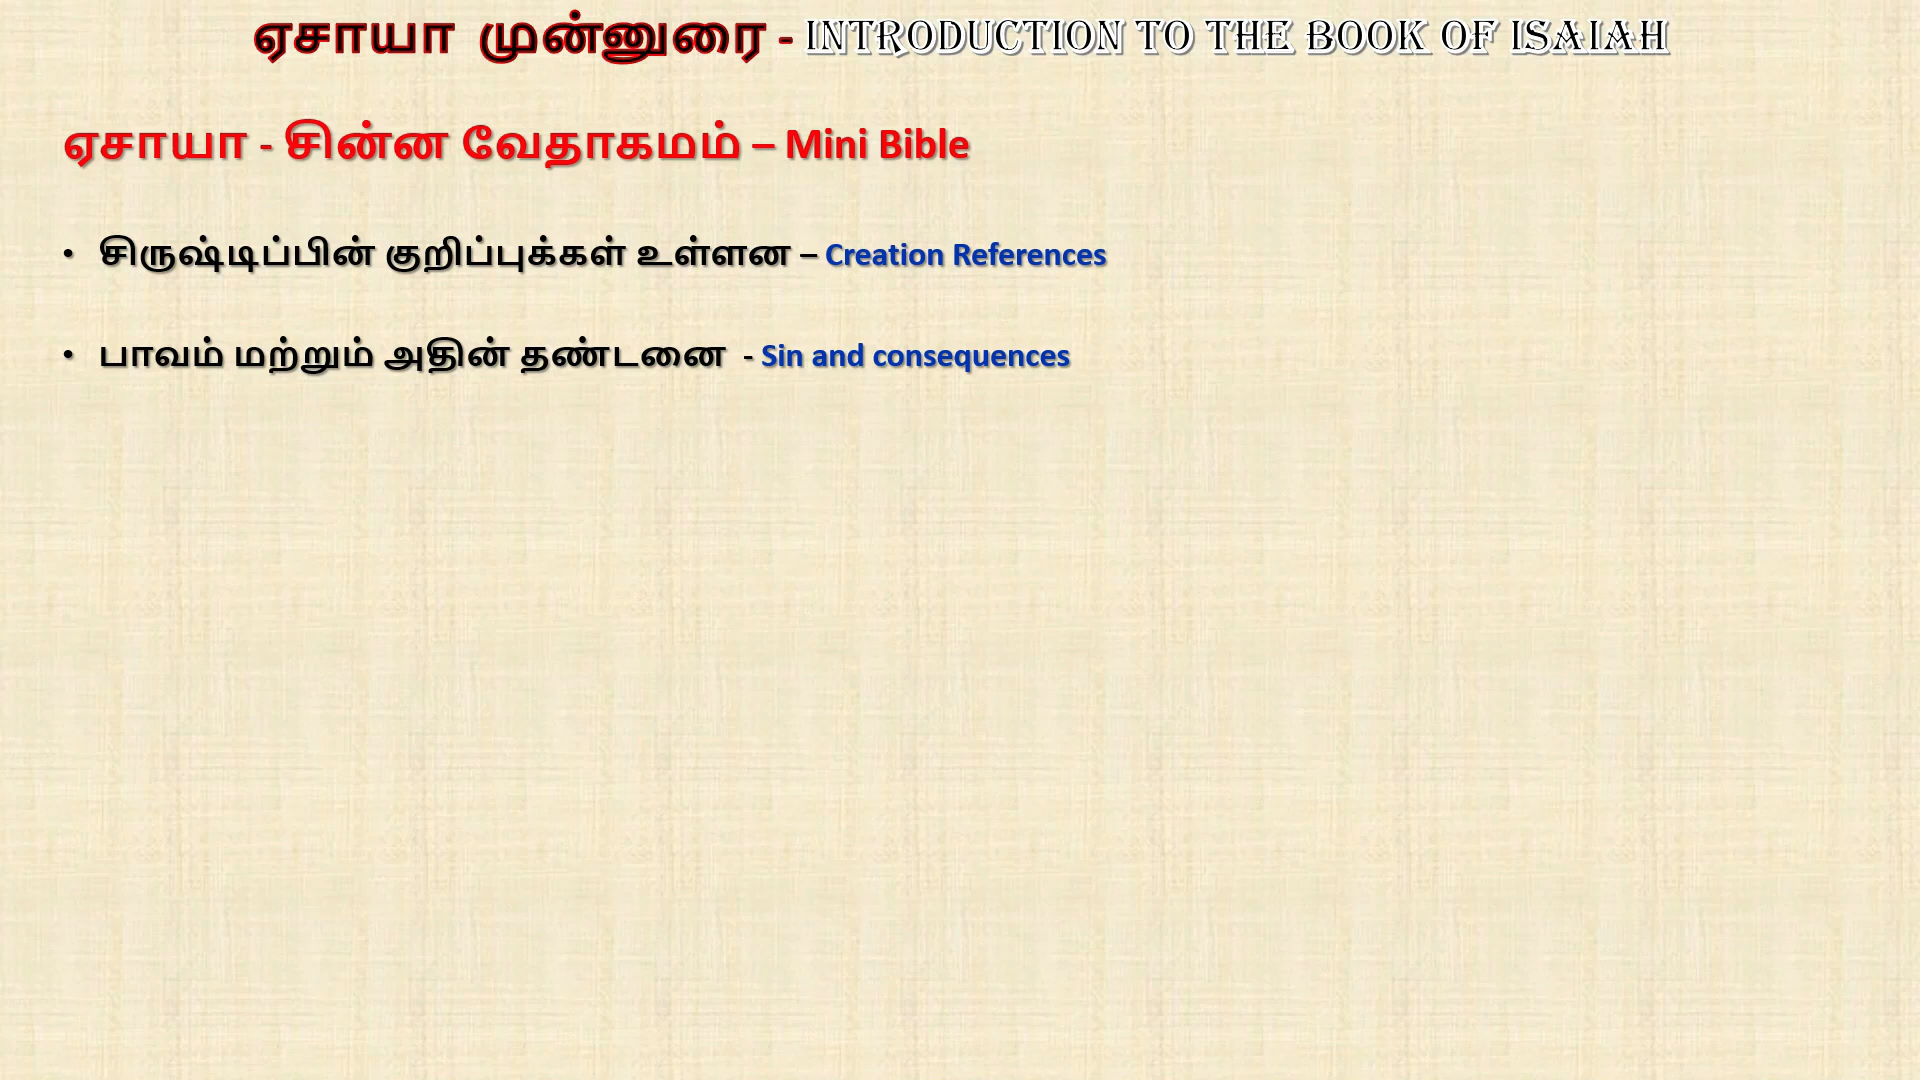 ஏசாயா முன்னுரை - INTRODUCTION TO THE BOOK OF ISAIAH
ஏசாயா - சின்ன வேதாகமம் – Mini Bible
• சிருஷ்டிப்பின் குறிப்புக்கள் உள்ளன – Creation References
• பாவம் மற்றும் அதின் தண்டனை - Sin and consequences